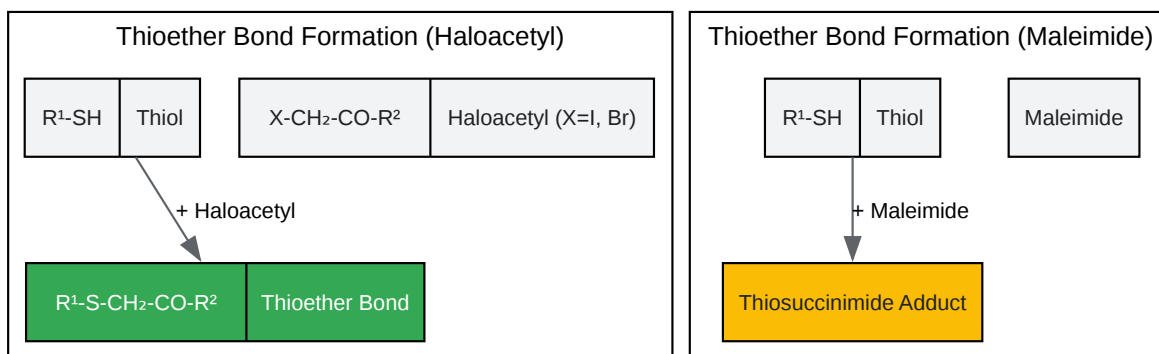 Thioether Bond Formation (Haloacetyl)
R¹-SH
Thiol
X-CH₂-CO-R²
Haloacetyl (X=I, Br)
+ Haloacetyl
R¹-S-CH₂-CO-R²
Thioether Bond
Thioether Bond Formation (Maleimide)
R¹-SH
Thiol
Maleimide
+ Maleimide
Thiosuccinimide Adduct